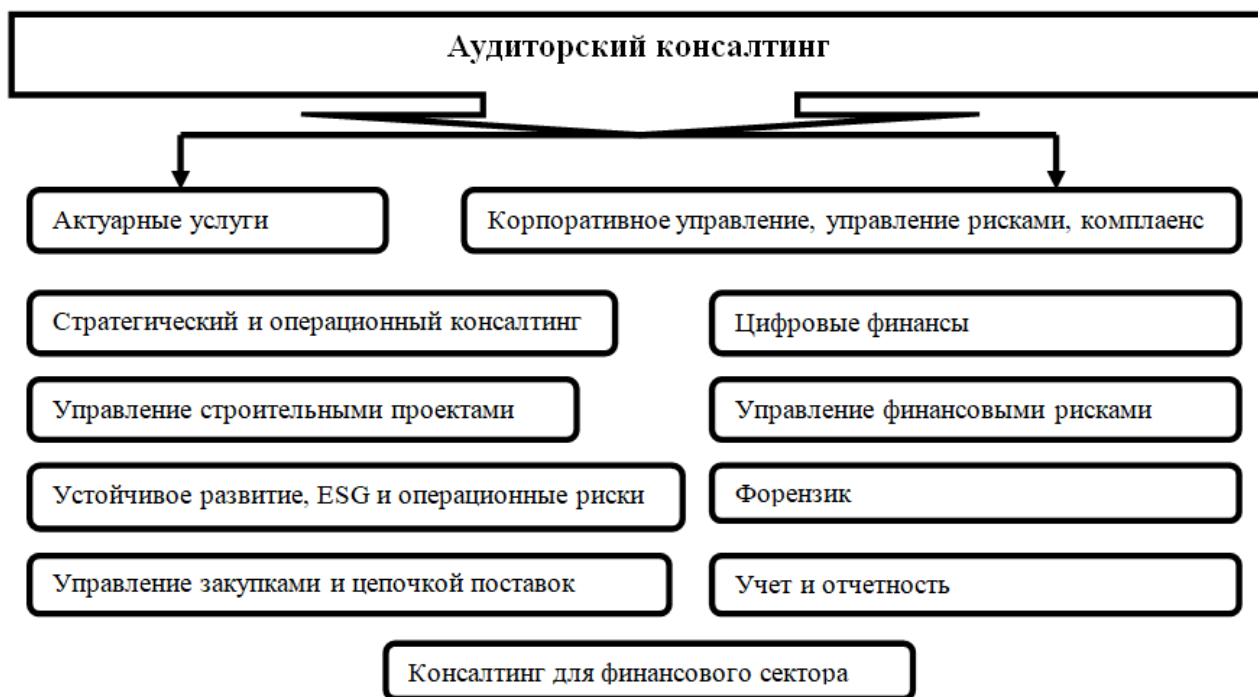 Аудиторский консалтинг
Актуарные услуги
Корпоративное управление, управление рисками, комплаенс
Стратегический и операционный консалтинг
Цифровые финансы
Управление строительными проектами
Управление финансовыми рисками
Устойчивое развитие, ESG и операционные риски
Форензик
Управление закупками и цепочкой поставок
Учет и отчетность
Консалтинг для финансового сектора